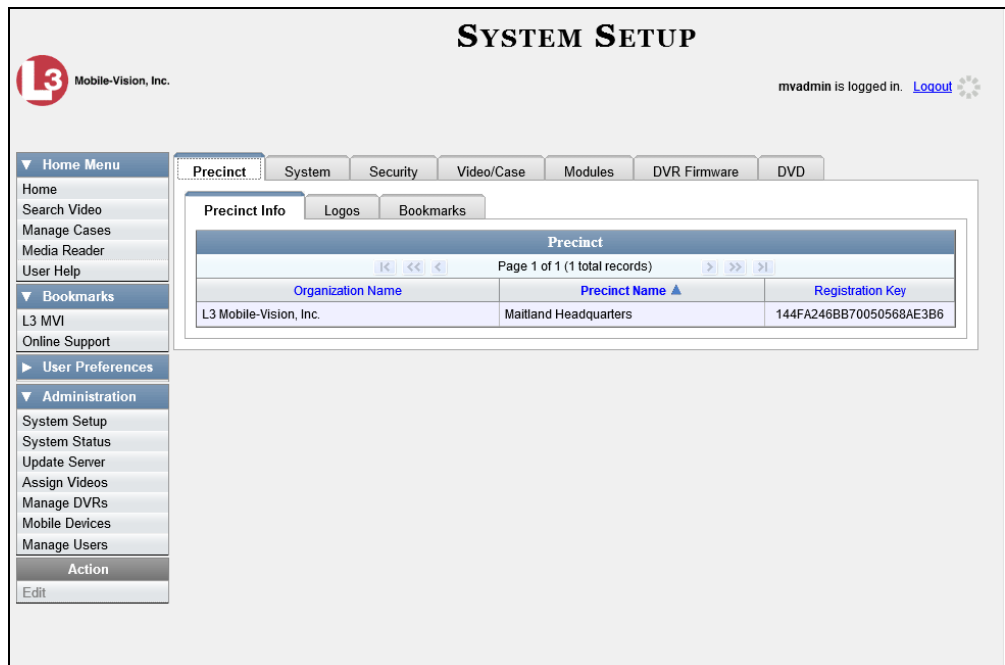 SYSTEM SETUP
L3 Mobile-Vision, Inc.
mvadmin is logged in. Logout
▼ Home Menu
Home
Search Video
Manage Cases
Media Reader
User Help
▼ Bookmarks
L3 MVI
Online Support
► User Preferences
▼ Administration
System Setup
System Status
Update Server
Assign Videos
Manage DVRs
Mobile Devices
Manage Users
Action
Edit
Precinct System Security Video/Case Modules DVR Firmware DVD
Precinct Info Logos Bookmarks
Precinct
|< << < Page 1 of 1 (1 total records) > >> >|
Organization Name Precinct Name ▲ Registration Key
L3 Mobile-Vision, Inc. Maitland Headquarters 144FA246BB70050568AE3B6